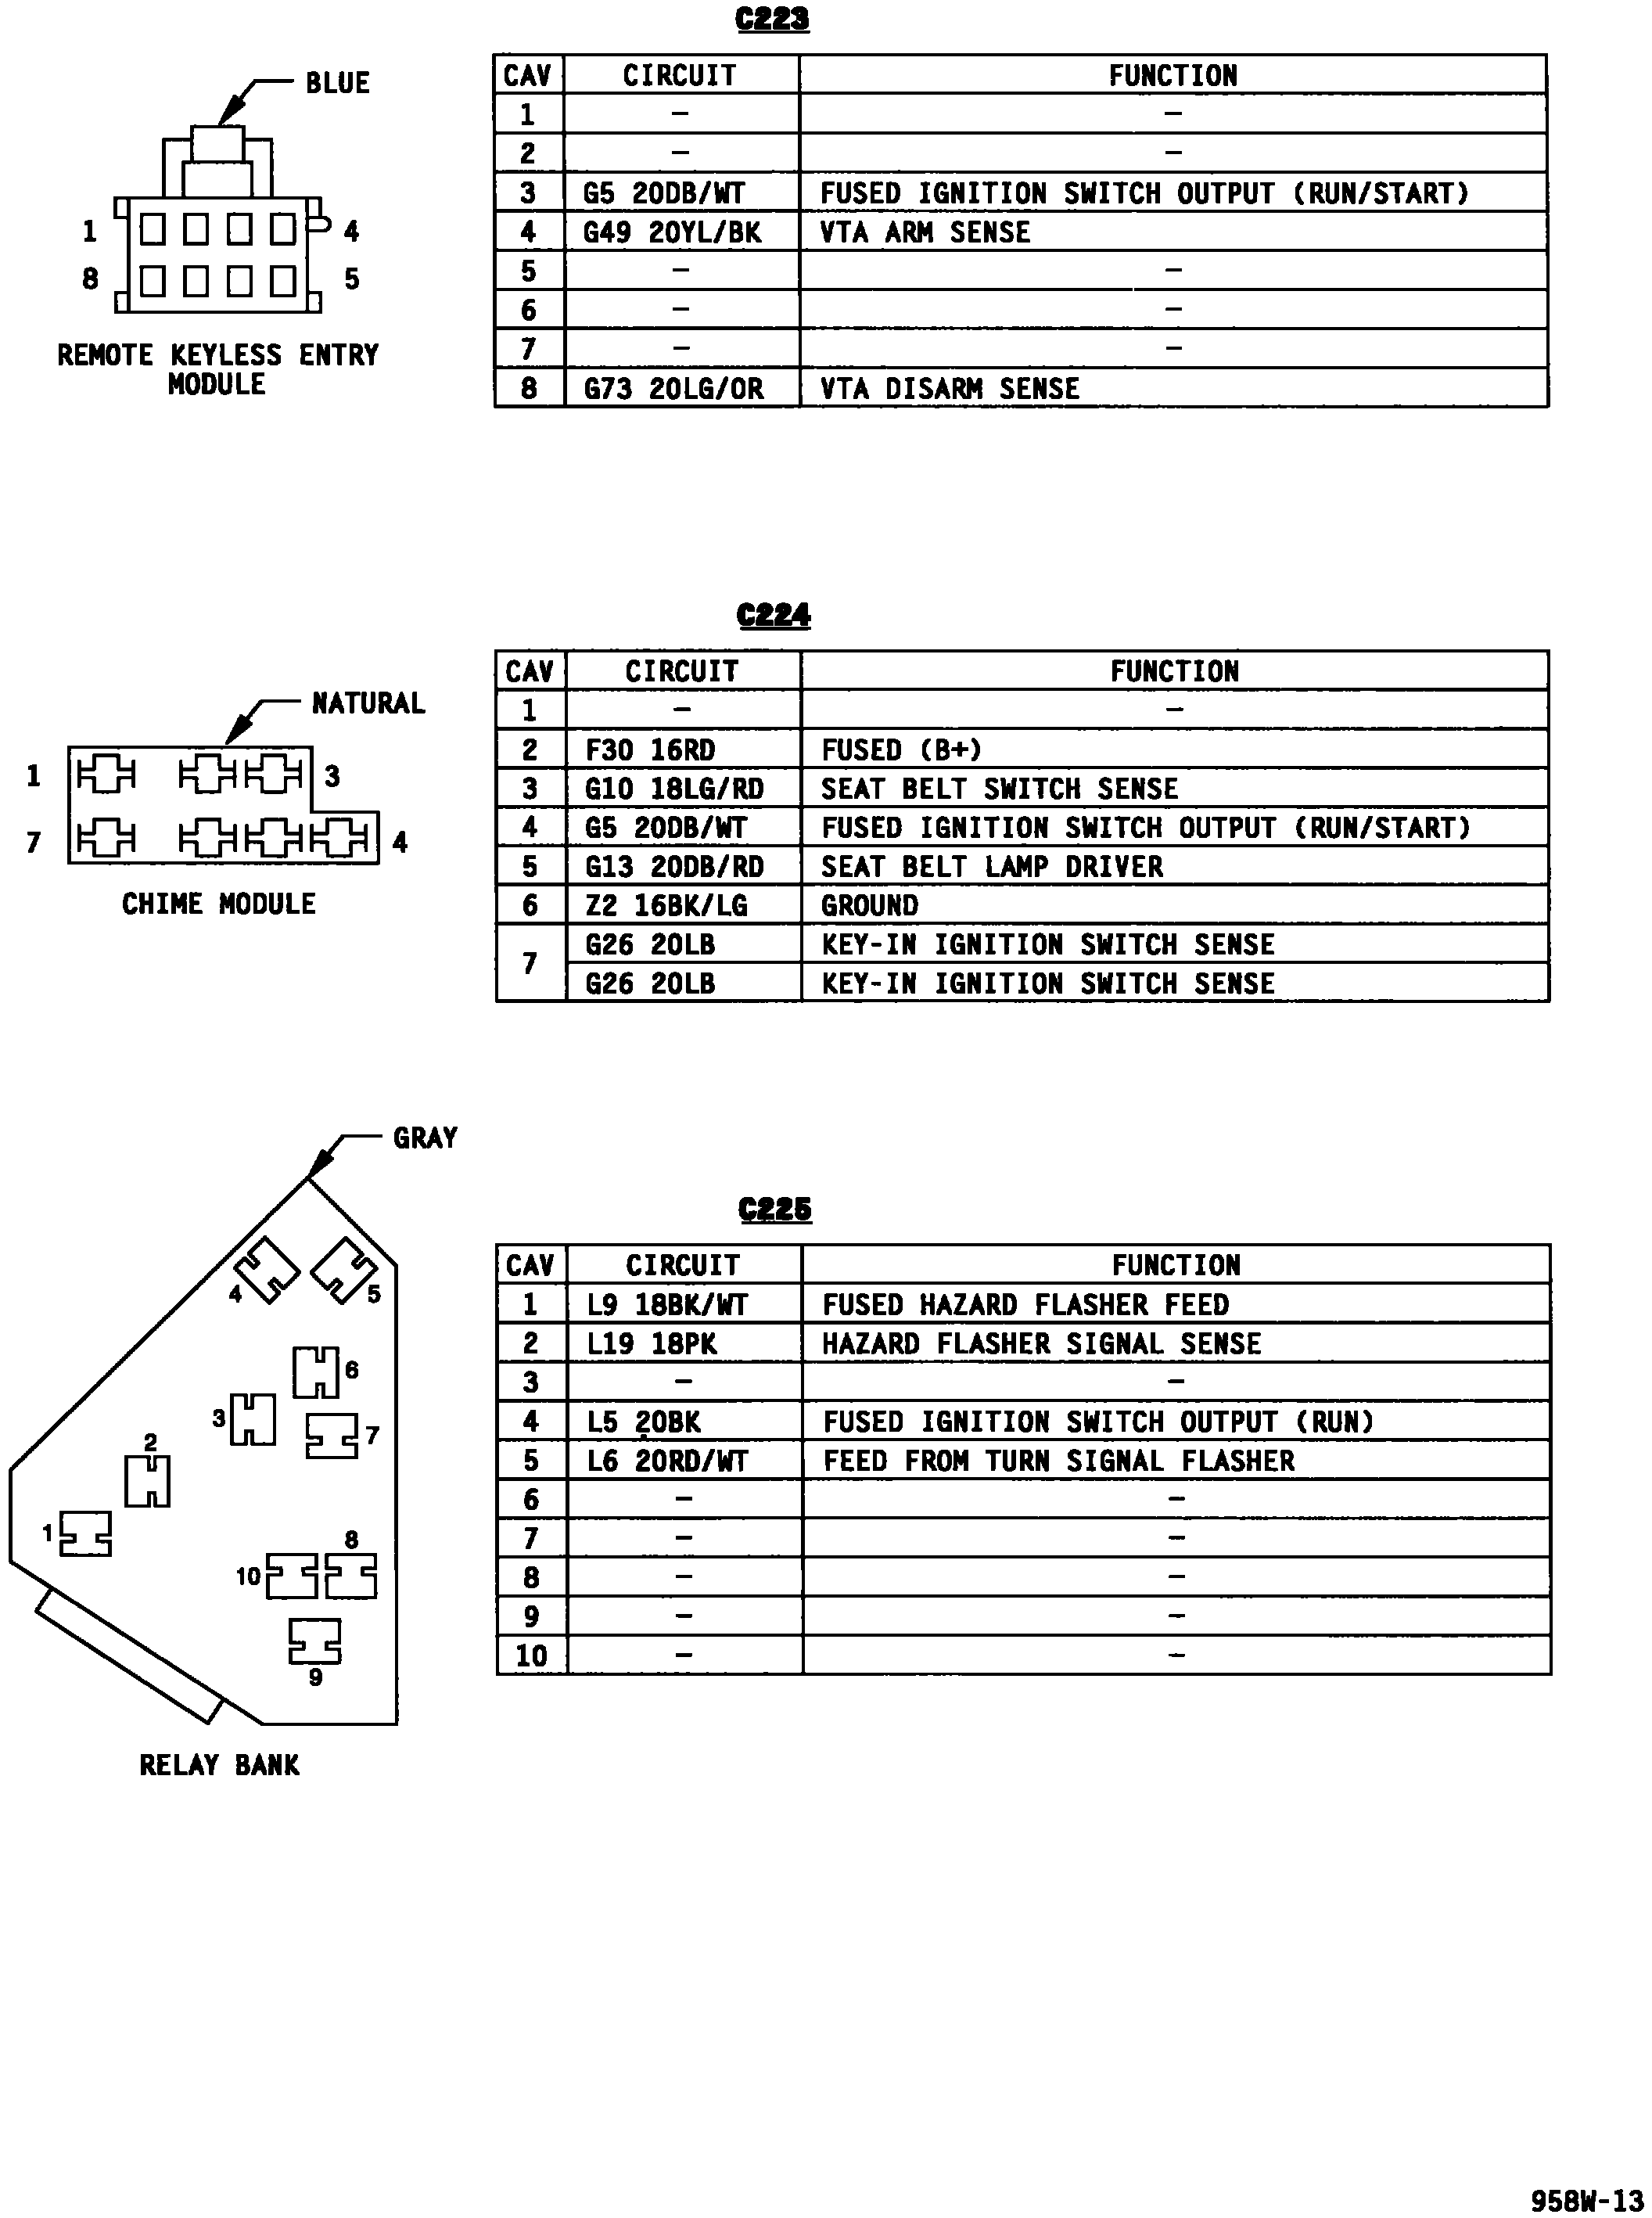 C223
BLUE
1 4
8 5
REMOTE KEYLESS ENTRY
MODULE
CAV CIRCUIT FUNCTION
1 – –
2 – –
3 G5 20DB/WT FUSED IGNITION SWITCH OUTPUT (RUN/START)
4 G49 20YL/BK VTA ARM SENSE
5 – –
6 – –
7 – –
8 G73 20LG/OR VTA DISARM SENSE
C224
NATURAL
1 3
7 4
CHIME MODULE
CAV CIRCUIT FUNCTION
1 – –
2 F30 16RD FUSED (B+)
3 G10 18LG/RD SEAT BELT SWITCH SENSE
4 G5 20DB/WT FUSED IGNITION SWITCH OUTPUT (RUN/START)
5 G13 20DB/RD SEAT BELT LAMP DRIVER
6 Z2 16BK/LG GROUND
7 G26 20LB KEY-IN IGNITION SWITCH SENSE
G26 20LB KEY-IN IGNITION SWITCH SENSE
GRAY
4 5
6
3
7
2
1
8
10
9
RELAY BANK
C225
CAV CIRCUIT FUNCTION
1 L9 18BK/WT FUSED HAZARD FLASHER FEED
2 L19 18PK HAZARD FLASHER SIGNAL SENSE
3 – –
4 L5 20BK FUSED IGNITION SWITCH OUTPUT (RUN)
5 L6 20RD/WT FEED FROM TURN SIGNAL FLASHER
6 – –
7 – –
8 – –
9 – –
10 – –
958W-13